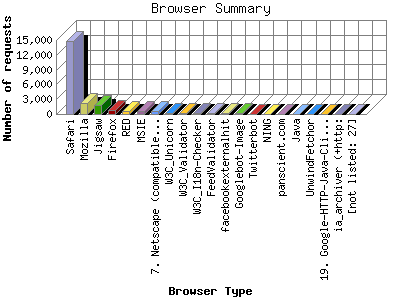 Browser Summary
Number of requests
15,000
12,000
9,000
6,000
3,000
0
Safari
Mozilla
Jigsaw
Firefox
RED
MSIE
7. Netscape (compatible...
W3C_Unicorn
W3C_Validator
W3C_I18n-Checker
FeedValidator
facebookexternalhit
Googlebot-Image
Twitterbot
NING
panscient.com
Java
UnwindFetchor
19. Google-HTTP-Java-Cli...
ia_archiver (+http:
[not listed: 27]
Browser Type